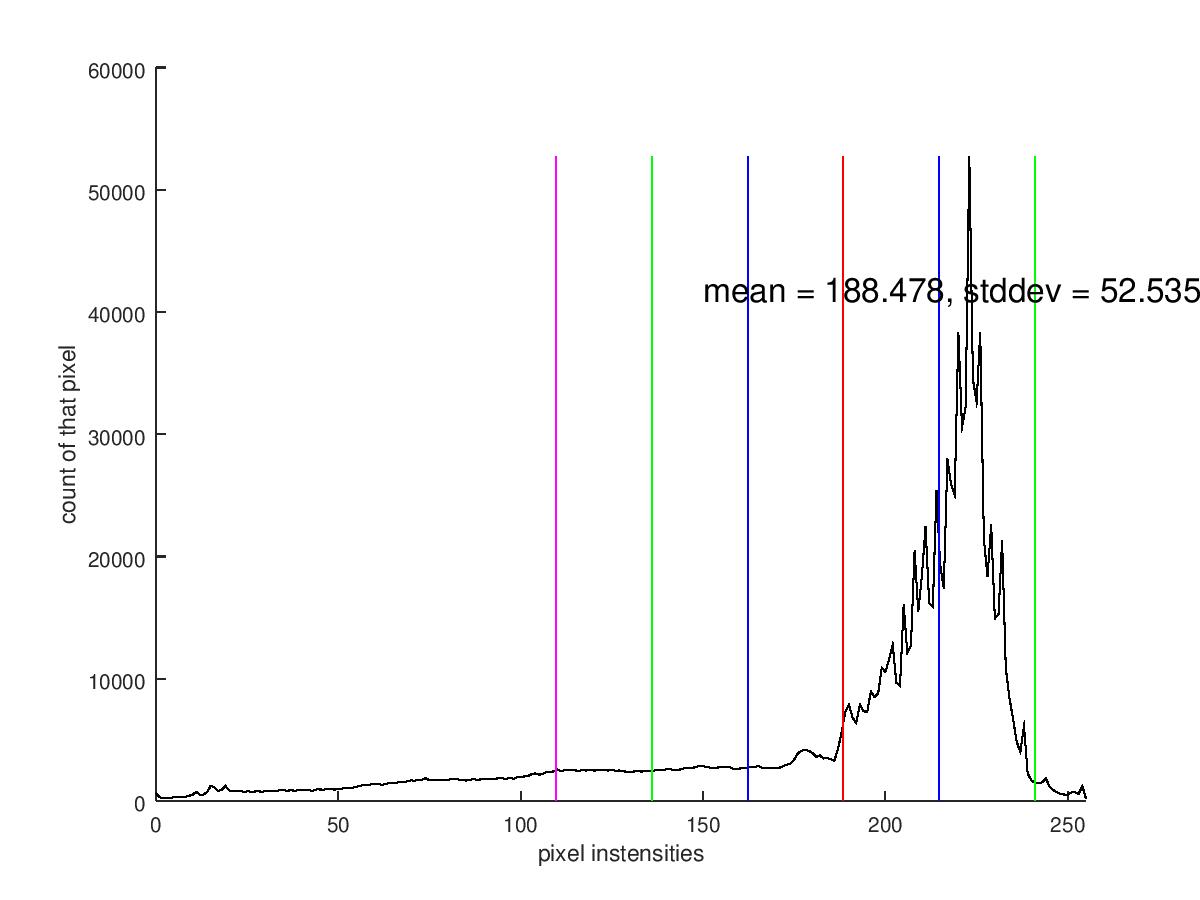 60000
50000
mean = 188.478, stddev = 52.535
40000
count of that pixel
30000
20000
10000
0
0 50 100 150 200 250
pixel instensities